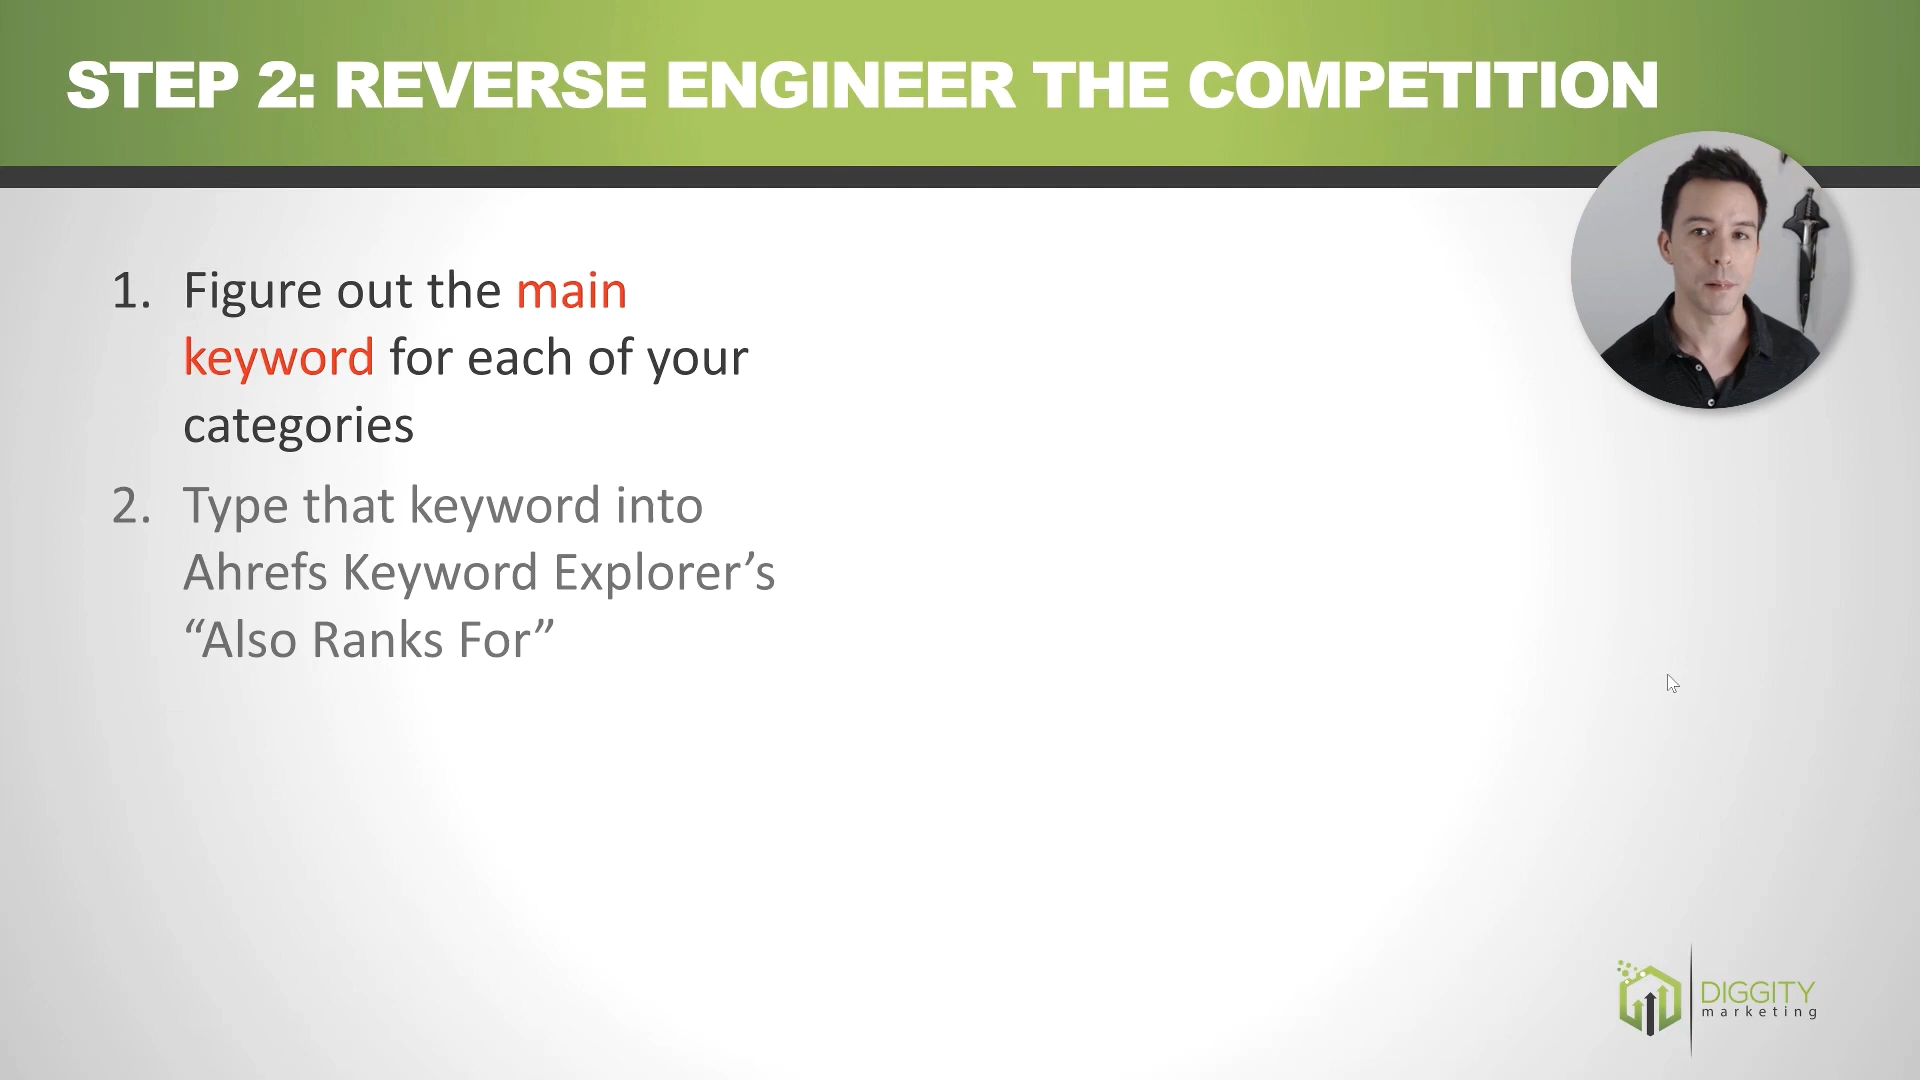 STEP 2: REVERSE ENGINEER THE COMPETITION
1. Figure out the main
keyword for each of your
categories
2. Type that keyword into
Ahrefs Keyword Explorer’s
“Also Ranks For”
DIGGITY
marketing